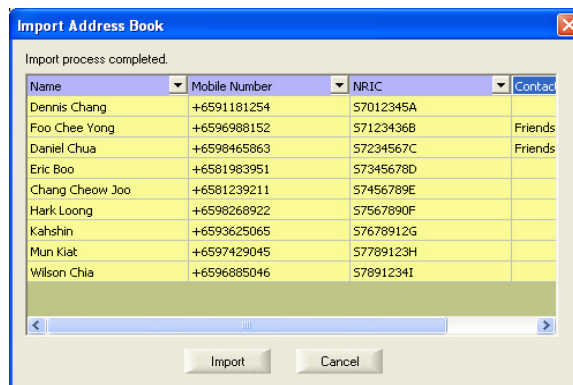 Import Address Book
Import process completed.
Name Mobile Number NRIC Contac
Dennis Chang +6591181254 S7012345A
Foo Chee Yong +6596988152 S7123436B Friends
Daniel Chua +6598465863 S7234567C Friends
Eric Boo +6581983951 S7345678D
Chang Cheow Joo +6581239211 S7456789E
Hark Loong +6598268922 S7567890F
Kahshin +6593625065 S7678912G
Mun Kiat +6597429045 S7789123H
Wilson Chia +6596885046 S7891234I
Import Cancel